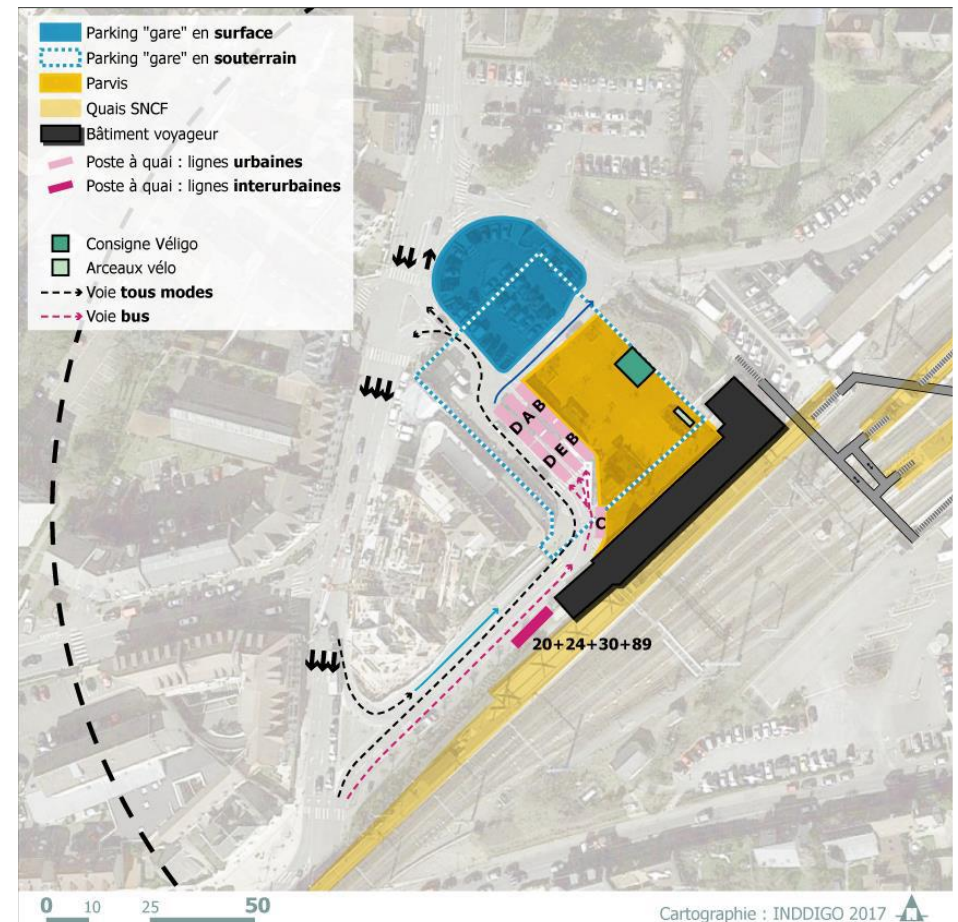 Parking "gare" en surface
Parking "gare" en souterrain
Parvis
Quais SNCF
Bâtiment voyageur
Poste à quai : lignes urbaines
Poste à quai : lignes interurbaines
Consigne Véligo
Arceaux vélo
Voie tous modes
Voie bus
D A B
D E B
C
20+24+30+89
0 10 25 50
Cartographie : INDDIGO 2017